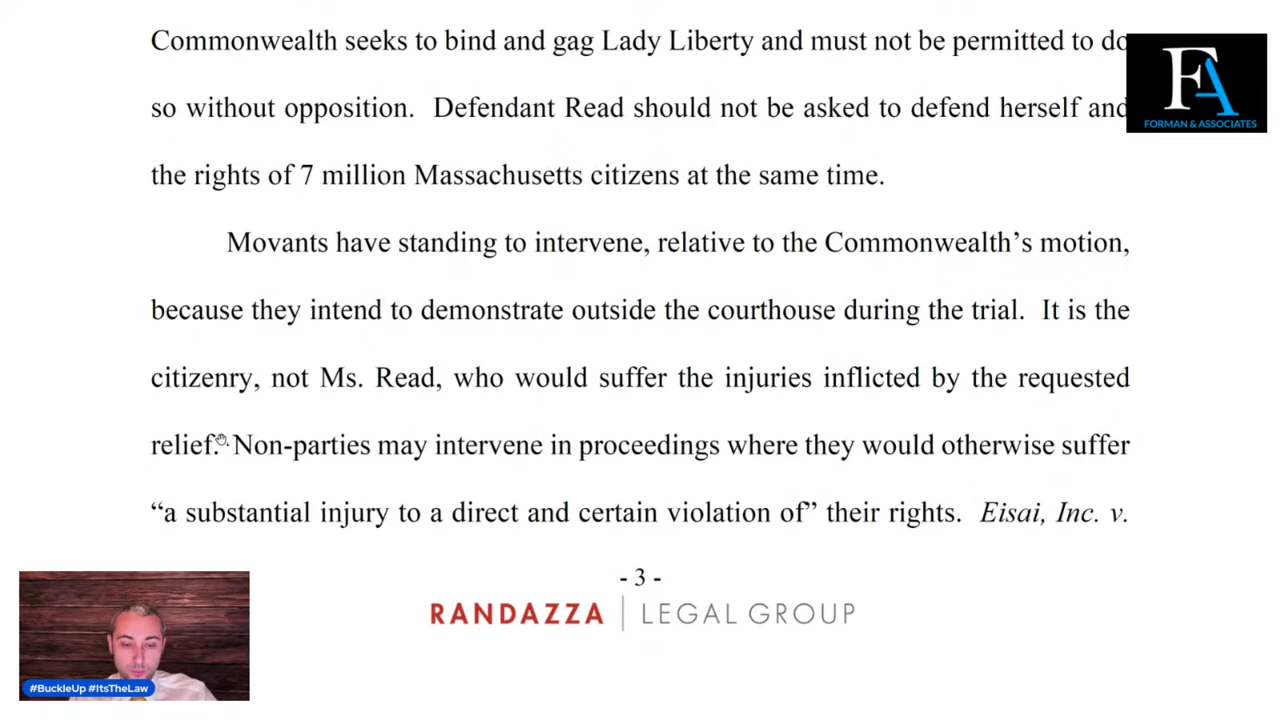 Commonwealth seeks to bind and gag Lady Liberty and must not be permitted to do
so without opposition. Defendant Read should not be asked to defend herself and
the rights of 7 million Massachusetts citizens at the same time.
Movants have standing to intervene, relative to the Commonwealth's motion,
because they intend to demonstrate outside the courthouse during the trial. It is the
citizenry, not Ms. Read, who would suffer the injuries inflicted by the requested
relief. Non-parties may intervene in proceedings where they would otherwise suffer
“a substantial injury to a direct and certain violation of” their rights. Eisai, Inc. v.
- 3 -
RANDAZZA | LEGAL GROUP
FA
FORMAN & ASSOCIATES
#BuckleUp #ItsTheLaw